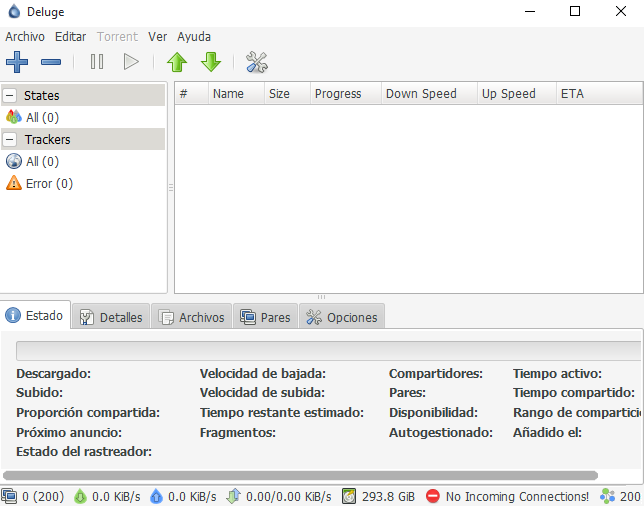 Deluge
Archivo Editar Torrent Ver Ayuda
States
All (0)
Trackers
All (0)
Error (0)
# Name Size Progress Down Speed Up Speed ETA
Estado Detalles Archivos Pares Opciones
Descargado: Velocidad de bajada: Compartidores: Tiempo activo:
Subido: Velocidad de subida: Pares: Tiempo compartido:
Proporción compartida: Tiempo restante estimado: Disponibilidad: Rango de compartició
Próximo anuncio: Fragmentos: Autogestionado: Añadido el:
Estado del rastreador:
0 (200) 0.0 KiB/s 0.0 KiB/s 0.00/0.00 KiB/s 293.8 GiB No Incoming Connections! 200